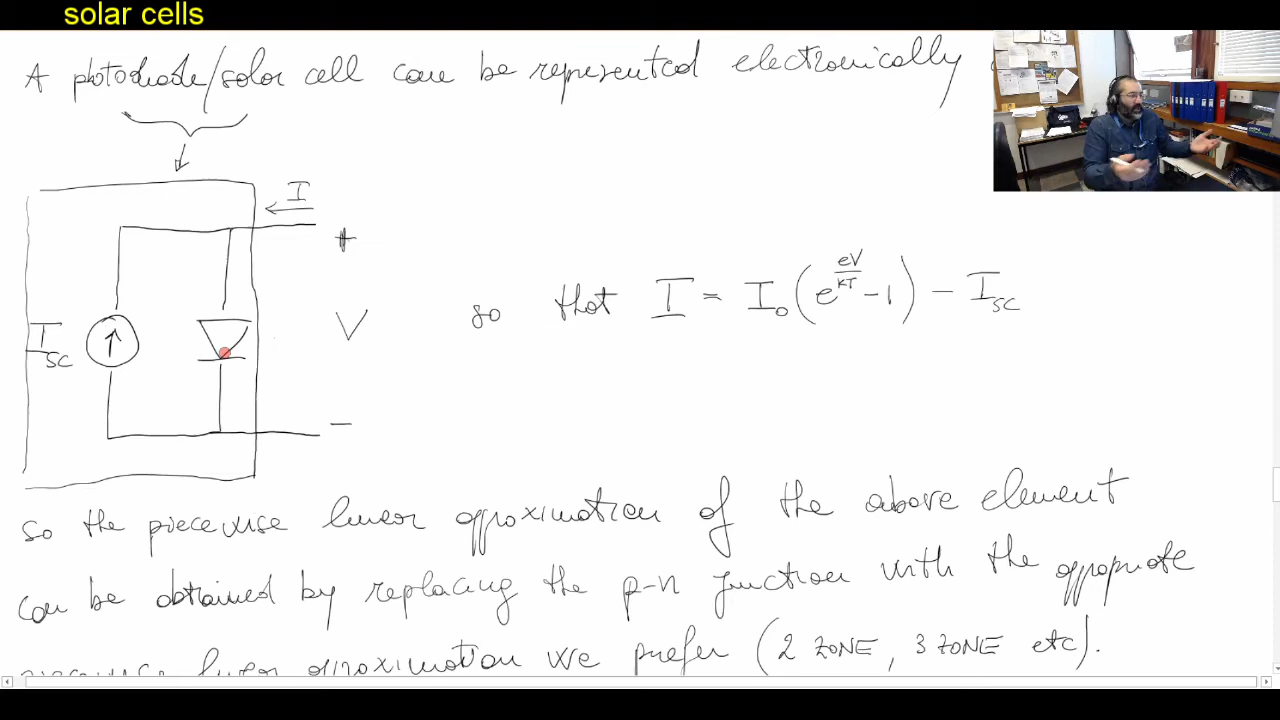 solar cells
A photodiode/solar cell can be represented electronically
I
+
I_SC
V
-
so that I = I_0 (e^{eV/KT} - 1) - I_SC
so the piecewise linear approximation of the above element
can be obtained by replacing the p-n junction with the appropriate
piecewise linear approximation we prefer (2 ZONE, 3 ZONE etc).